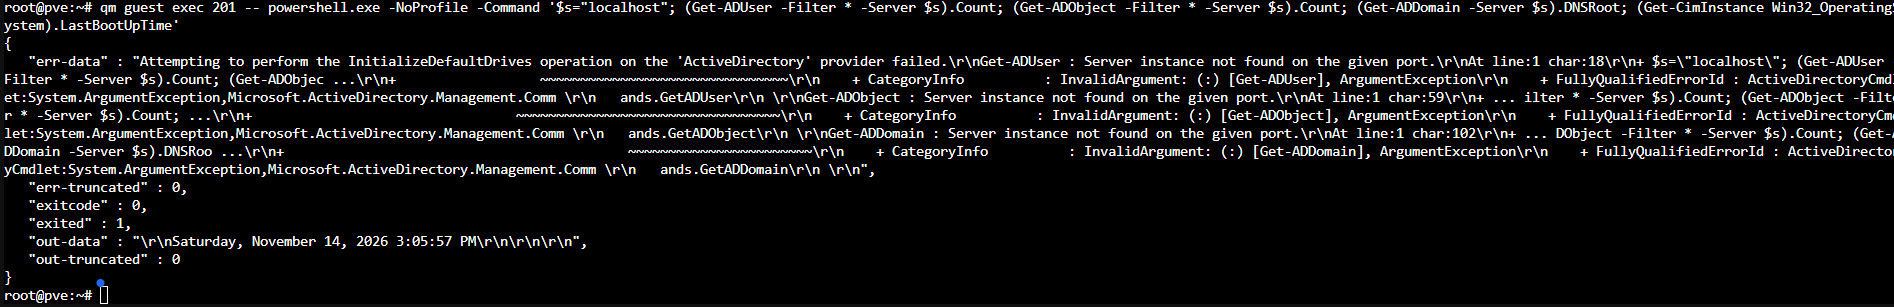 root@pve:~# qm guest exec 201 -- powershell.exe -NoProfile -Command '$s="localhost"; (Get-ADUser -Filter * -Server $s).Count; (Get-ADObject -Filter * -Server $s).Count; (Get-ADDomain -Server $s).DNSRoot; (Get-CimInstance Win32_OperatingS
ystem).LastBootUpTime'
{
   "err-data" : "Attempting to perform the InitializeDefaultDrives operation on the 'ActiveDirectory' provider failed.\r\nGet-ADUser : Server instance not found on the given port.\r\nAt line:1 char:18\r\n+ $s=\"localhost\"; (Get-ADUser -
Filter * -Server $s).Count; (Get-ADObjec ...\r\n+                  ~~~~~~~~~~~~~~~~~~~~~~~~~~~~~~~~~~~\r\n    + CategoryInfo          : InvalidArgument: (:) [Get-ADUser], ArgumentException\r\n    + FullyQualifiedErrorId : ActiveDirectoryCmdl
et:System.ArgumentException,Microsoft.ActiveDirectory.Management.Comm \r\n   ands.GetADUser\r\n \r\nGet-ADObject : Server instance not found on the given port.\r\nAt line:1 char:59\r\n+ ... ilter * -Server $s).Count; (Get-ADObject -Filte
r * -Server $s).Count; ...\r\n+                               ~~~~~~~~~~~~~~~~~~~~~~~~~~~~~~~~~~~~~\r\n    + CategoryInfo          : InvalidArgument: (:) [Get-ADObject], ArgumentException\r\n    + FullyQualifiedErrorId : ActiveDirectoryCmd
let:System.ArgumentException,Microsoft.ActiveDirectory.Management.Comm \r\n   ands.GetADObject\r\n \r\nGet-ADDomain : Server instance not found on the given port.\r\nAt line:1 char:102\r\n+ ... DObject -Filter * -Server $s).Count; (Get-A
DDomain -Server $s).DNSRoo ...\r\n+                                           ~~~~~~~~~~~~~~~~~~~~~~~~~~\r\n    + CategoryInfo          : InvalidArgument: (:) [Get-ADDomain], ArgumentException\r\n    + FullyQualifiedErrorId : ActiveDirector
yCmdlet:System.ArgumentException,Microsoft.ActiveDirectory.Management.Comm \r\n   ands.GetADDomain\r\n \r\n",
   "err-truncated" : 0,
   "exitcode" : 0,
   "exited" : 1,
   "out-data" : "\r\nSaturday, November 14, 2026 3:05:57 PM\r\n\r\n\r\n",
   "out-truncated" : 0
}
root@pve:~#